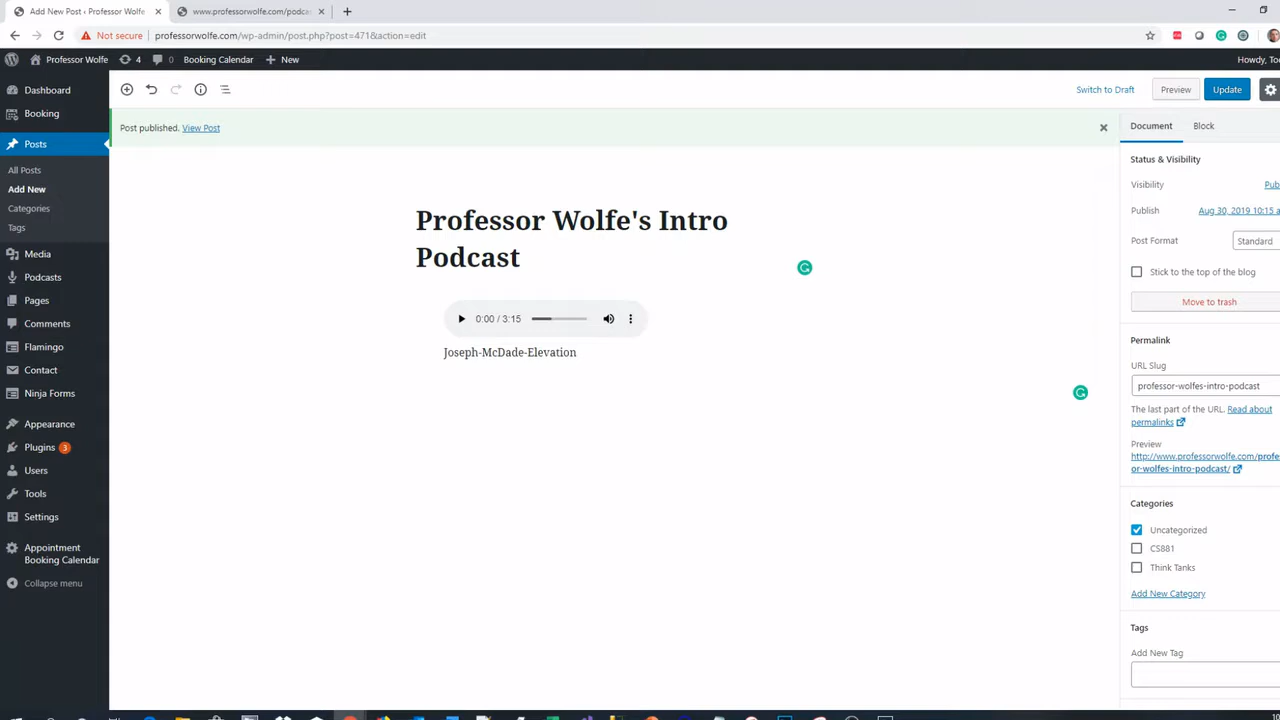 Add New Post ‹ Professor Wolfe
www.professorwolfe.com/podca
Not secure
professorwolfe.com/wp-admin/post.php?post=471&action=edit
Professor Wolfe
4
0
Booking Calendar
New
Howdy,
Dashboard
Booking
Posts
All Posts
Add New
Categories
Tags
Media
Podcasts
Pages
Comments
Flamingo
Contact
Ninja Forms
Appearance
Plugins 3
Users
Tools
Settings
Appointment
Booking Calendar
Collapse menu
Switch to Draft
Preview
Update
Post published. View Post
Professor Wolfe's Intro
Podcast
0:00 / 3:15
Joseph-McDade-Elevation
Document
Block
Status & Visibility
Visibility
Pub
Publish
Aug 30, 2019 10:15 a
Post Format
Standard
Stick to the top of the blog
Move to trash
Permalink
URL Slug
professor-wolfes-intro-podcast
The last part of the URL. Read about
permalinks
Preview
http://www.professorwolfe.com/profe
or-wolfes-intro-podcast/
Categories
Uncategorized
CS881
Think Tanks
Add New Category
Tags
Add New Tag